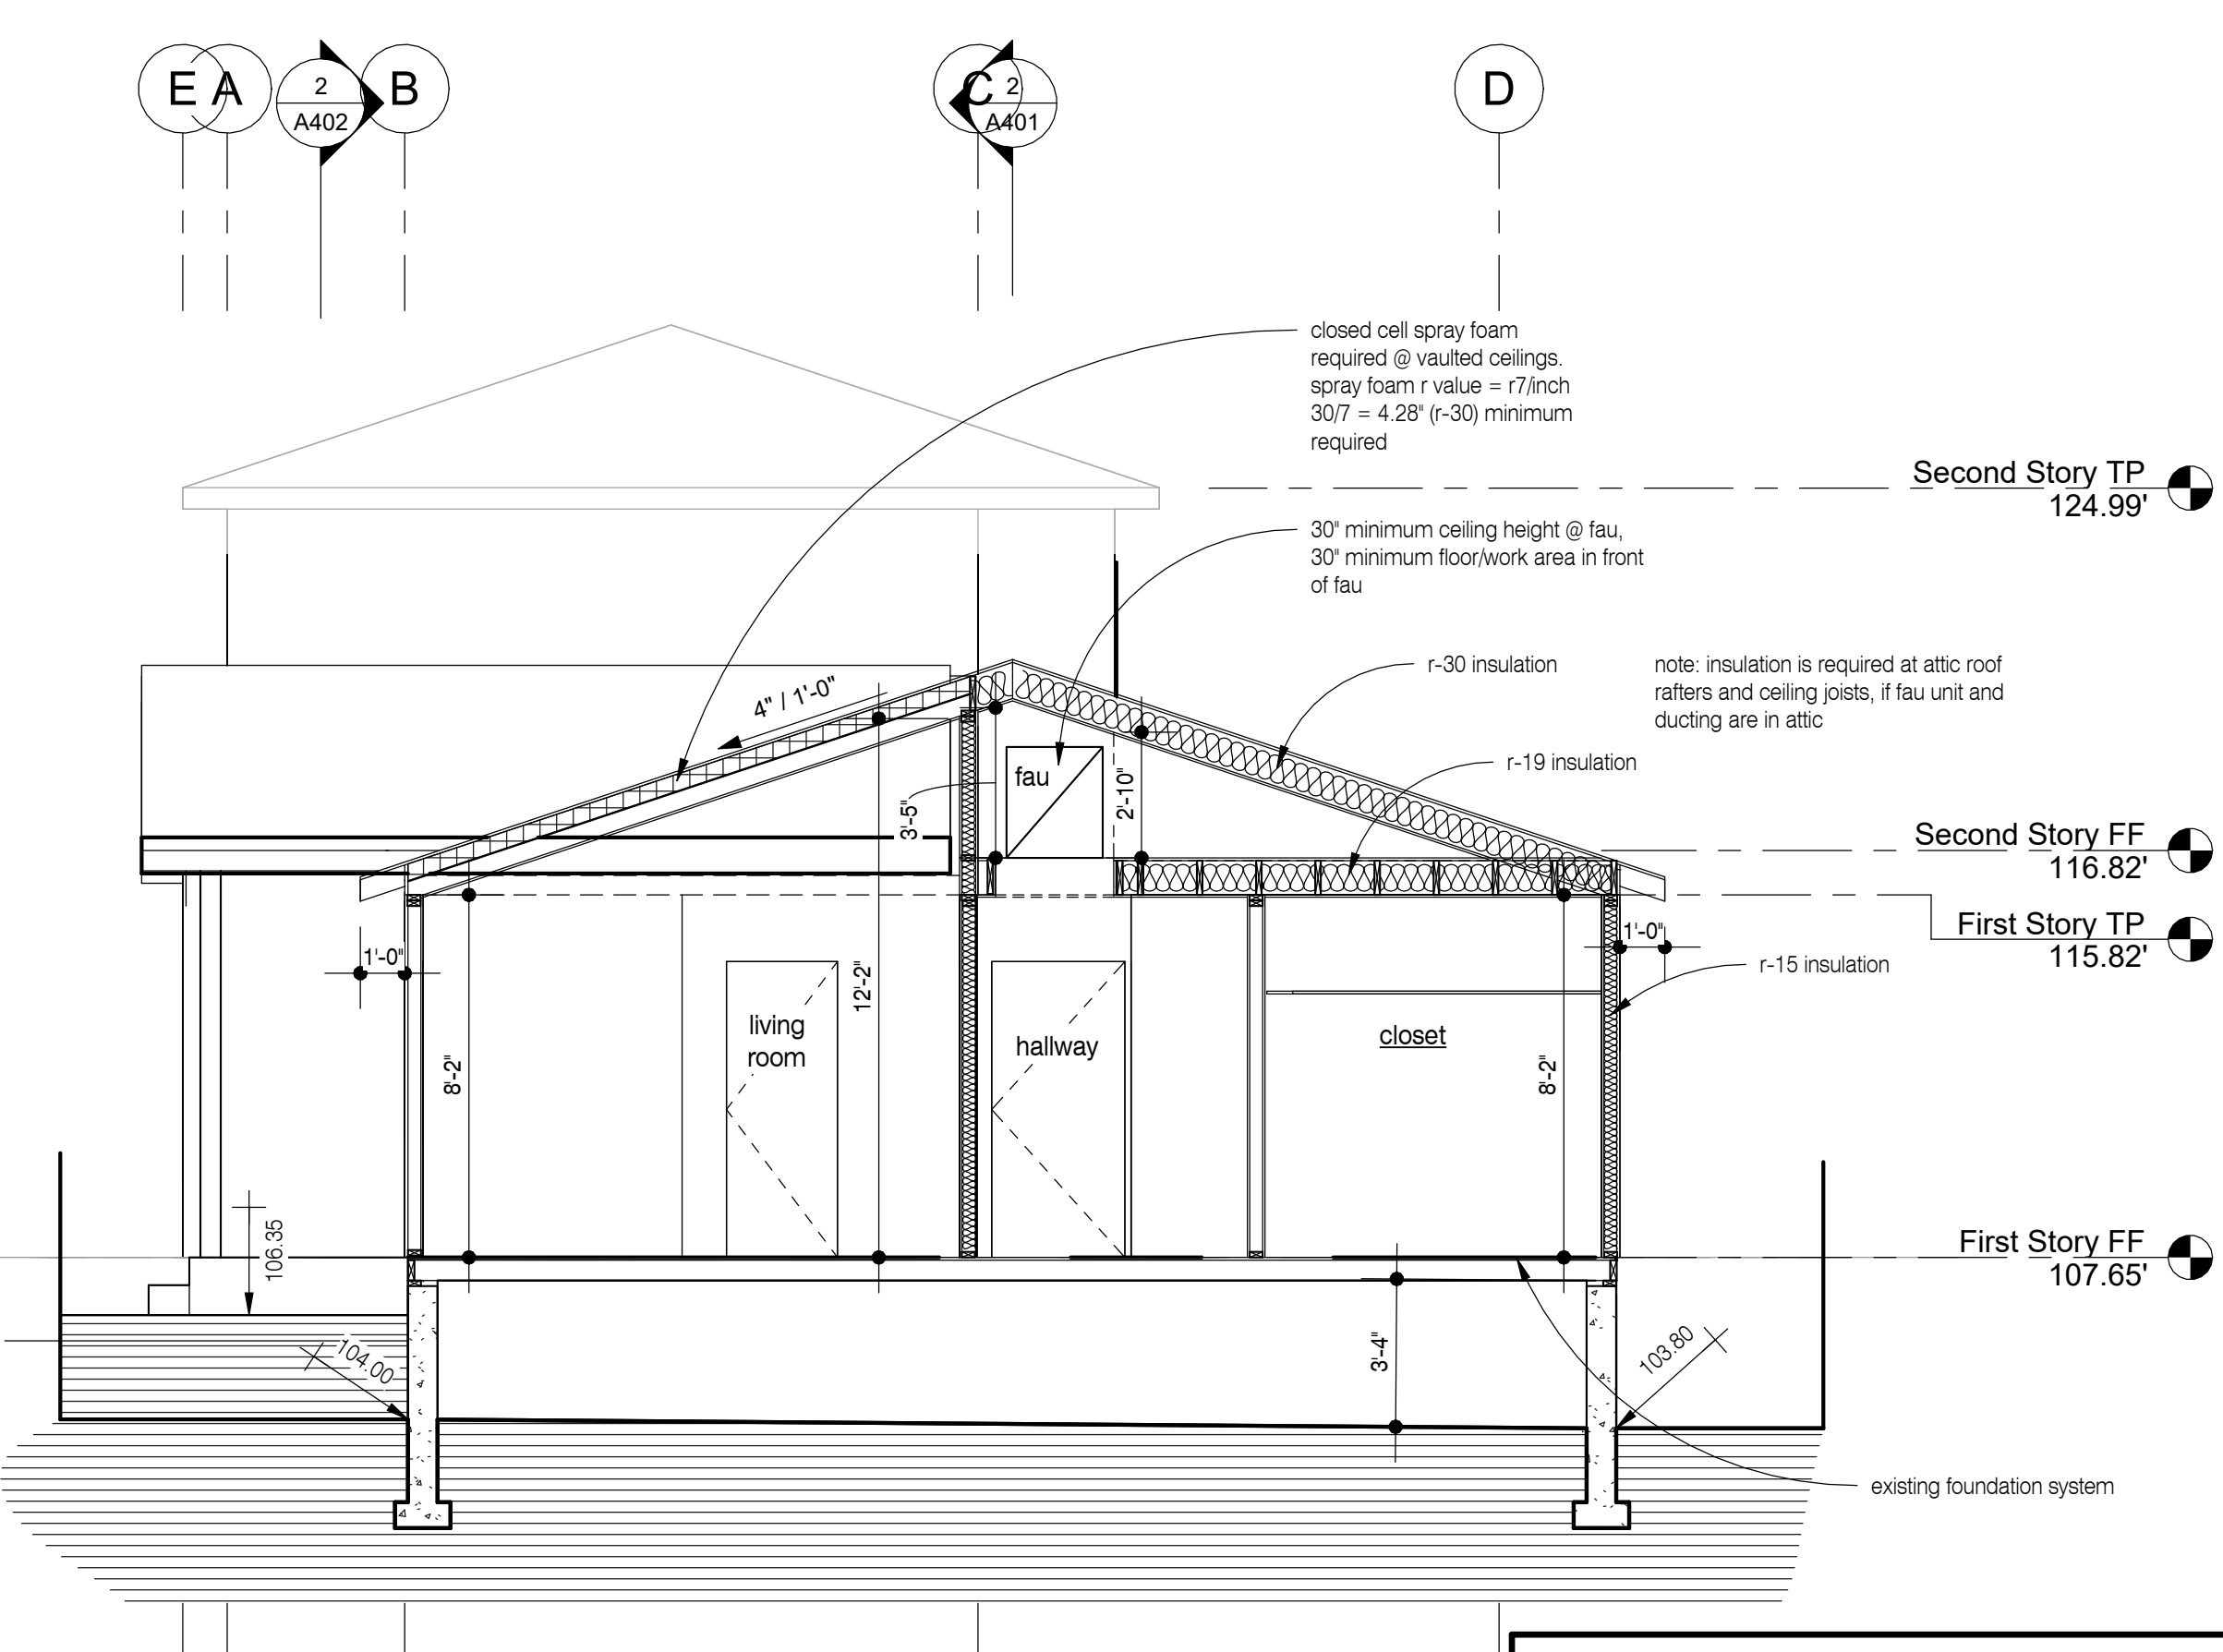 E
A
2
A402
B
C
2
A401
D
closed cell spray foam
required @ vaulted ceilings.
spray foam r value = r7/inch
30/7 = 4.28" (r-30) minimum
required
Second Story TP
124.99'
30" minimum ceiling height @ fau,
30" minimum floor/work area in front
of fau
4" / 1'-0"
r-30 insulation
note: insulation is required at attic roof
rafters and ceiling joists, if fau unit and
ducting are in attic
r-19 insulation
fau
3'-5"
2'-10"
Second Story FF
116.82'
First Story TP
115.82'
1'-0"
1'-0"
r-15 insulation
12'-2"
living
room
hallway
closet
8'-2"
8'-2"
106.35
First Story FF
107.65'
104.00
3'-4"
103.80
existing foundation system